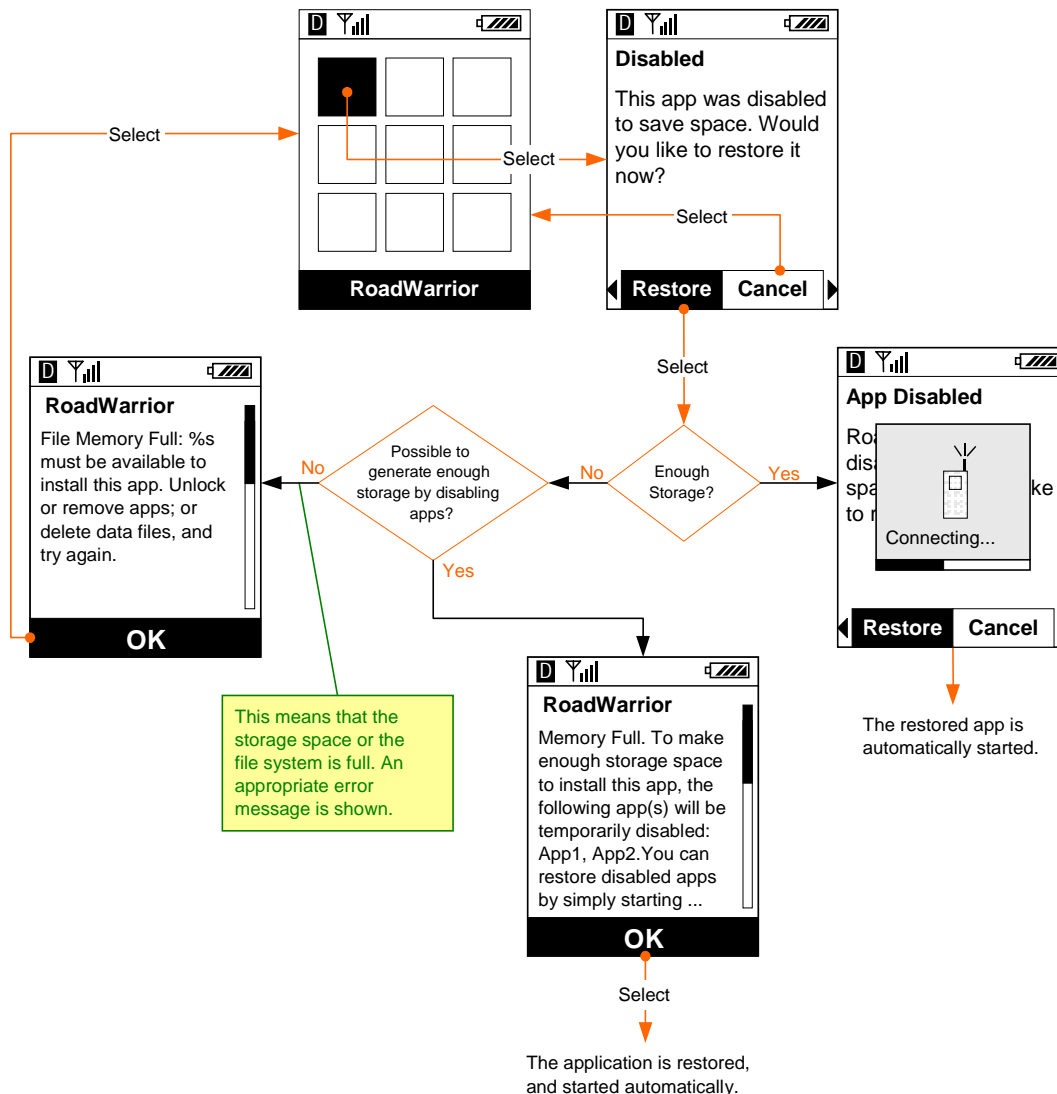 D
D
Disabled
This app was disabled
to save space. Would
you like to restore it
now?
Select
Select
Select
RoadWarrior
Restore
Cancel
Select
D
RoadWarrior
File Memory Full: %s
must be available to
install this app. Unlock
or remove apps; or
delete data files, and
try again.
OK
No
Possible to
generate enough
storage by disabling
apps?
No
Enough
Storage?
Yes
Yes
D
App Disabled
Connecting...
ke
Restore
Cancel
The restored app is
automatically started.
This means that the
storage space or the
file system is full. An
appropriate error
message is shown.
D
RoadWarrior
Memory Full. To make
enough storage space
to install this app, the
following app(s) will be
temporarily disabled:
App1, App2.You can
restore disabled apps
by simply starting ...
OK
Select
The application is restored,
and started automatically.